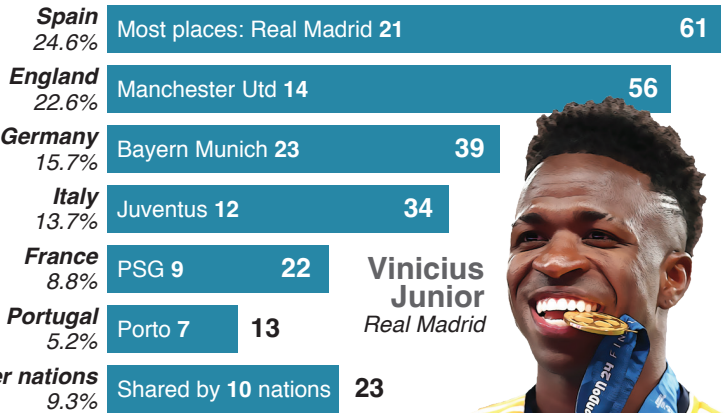 Spain
24.6%
Most places: Real Madrid 21
61
England
22.6%
Manchester Utd 14
56
Germany
15.7%
Bayern Munich 23
39
Italy
13.7%
Juventus 12
34
France
8.8%
PSG 9
22
Portugal
5.2%
Porto 7
13
nations
9.3%
Shared by 10 nations
23
Vinicius
Junior
Real Madrid
24